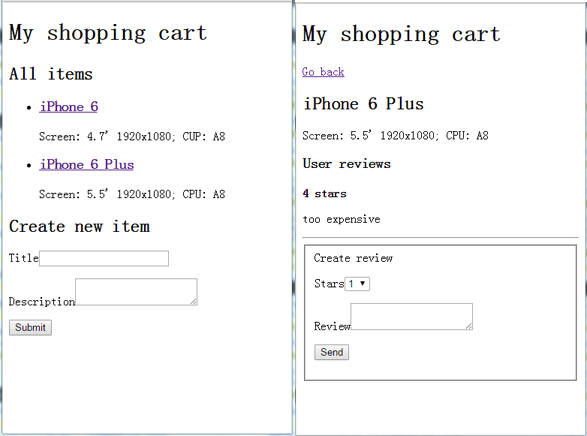 My shopping cart
All items
iPhone 6
Screen: 4.7' 1920x1080; CUP: A8
iPhone 6 Plus
Screen: 5.5' 1920x1080; CPU: A8
Create new item
Title
Description
Submit
My shopping cart
Go back
iPhone 6 Plus
Screen: 5.5' 1920x1080; CPU: A8
User reviews
4 stars
too expensive
Create review
Stars 1
Review
Send